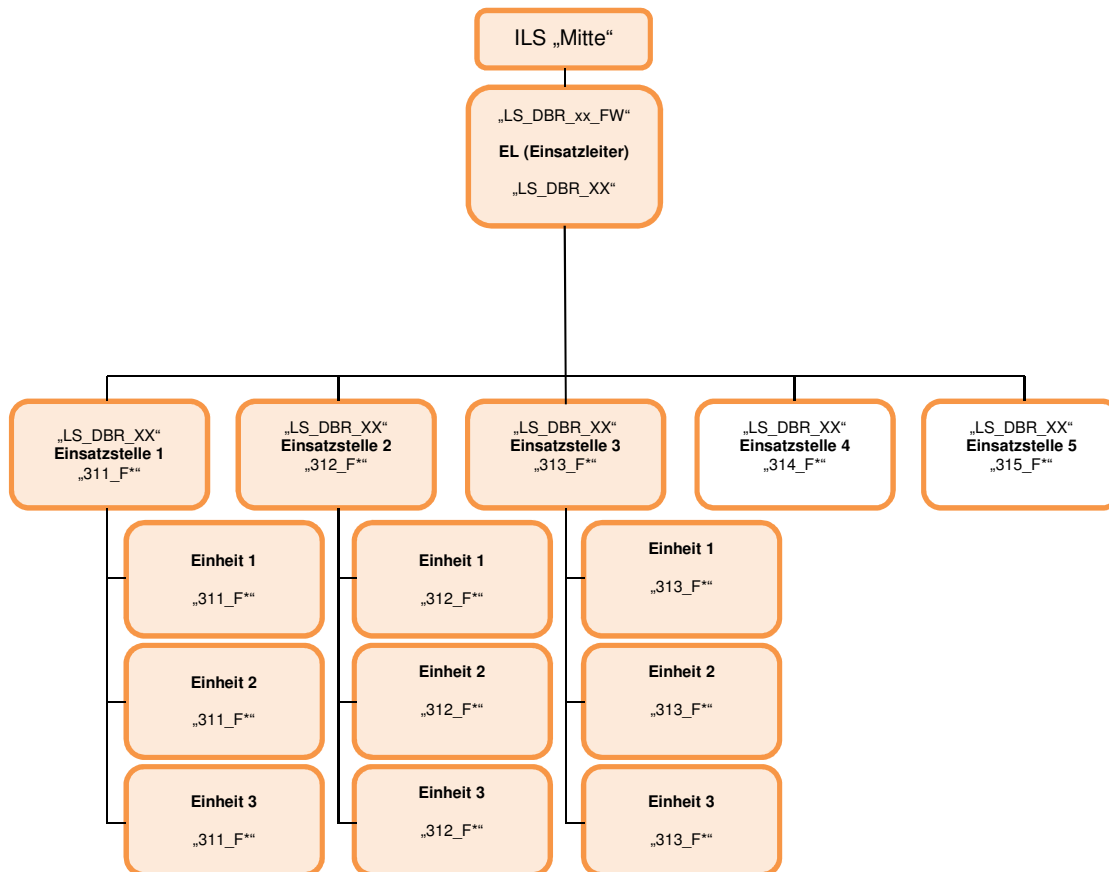 ILS „Mitte“
„LS_DBR_xx_FW“
EL (Einsatzleiter)
„LS_DBR_XX“
„LS_DBR_XX“
Einsatzstelle 1
„311_F*“
„LS_DBR_XX“
Einsatzstelle 2
„312_F*“
„LS_DBR_XX“
Einsatzstelle 3
„313_F*“
„LS_DBR_XX“
Einsatzstelle 4
„314_F*“
„LS_DBR_XX“
Einsatzstelle 5
„315_F*“
Einheit 1
„311_F*“
Einheit 2
„311_F*“
Einheit 3
„311_F*“
Einheit 1
„312_F*“
Einheit 2
„312_F*“
Einheit 3
„312_F*“
Einheit 1
„313_F*“
Einheit 2
„313_F*“
Einheit 3
„313_F*“